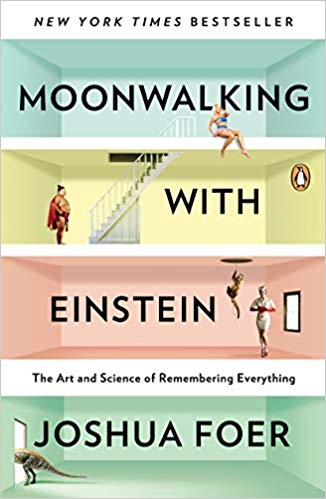 NEW YORK TIMES BESTSELLER
MOONWALKING
WITH
EINSTEIN
The Art and Science of Remembering Everything
JOSHUA FOER